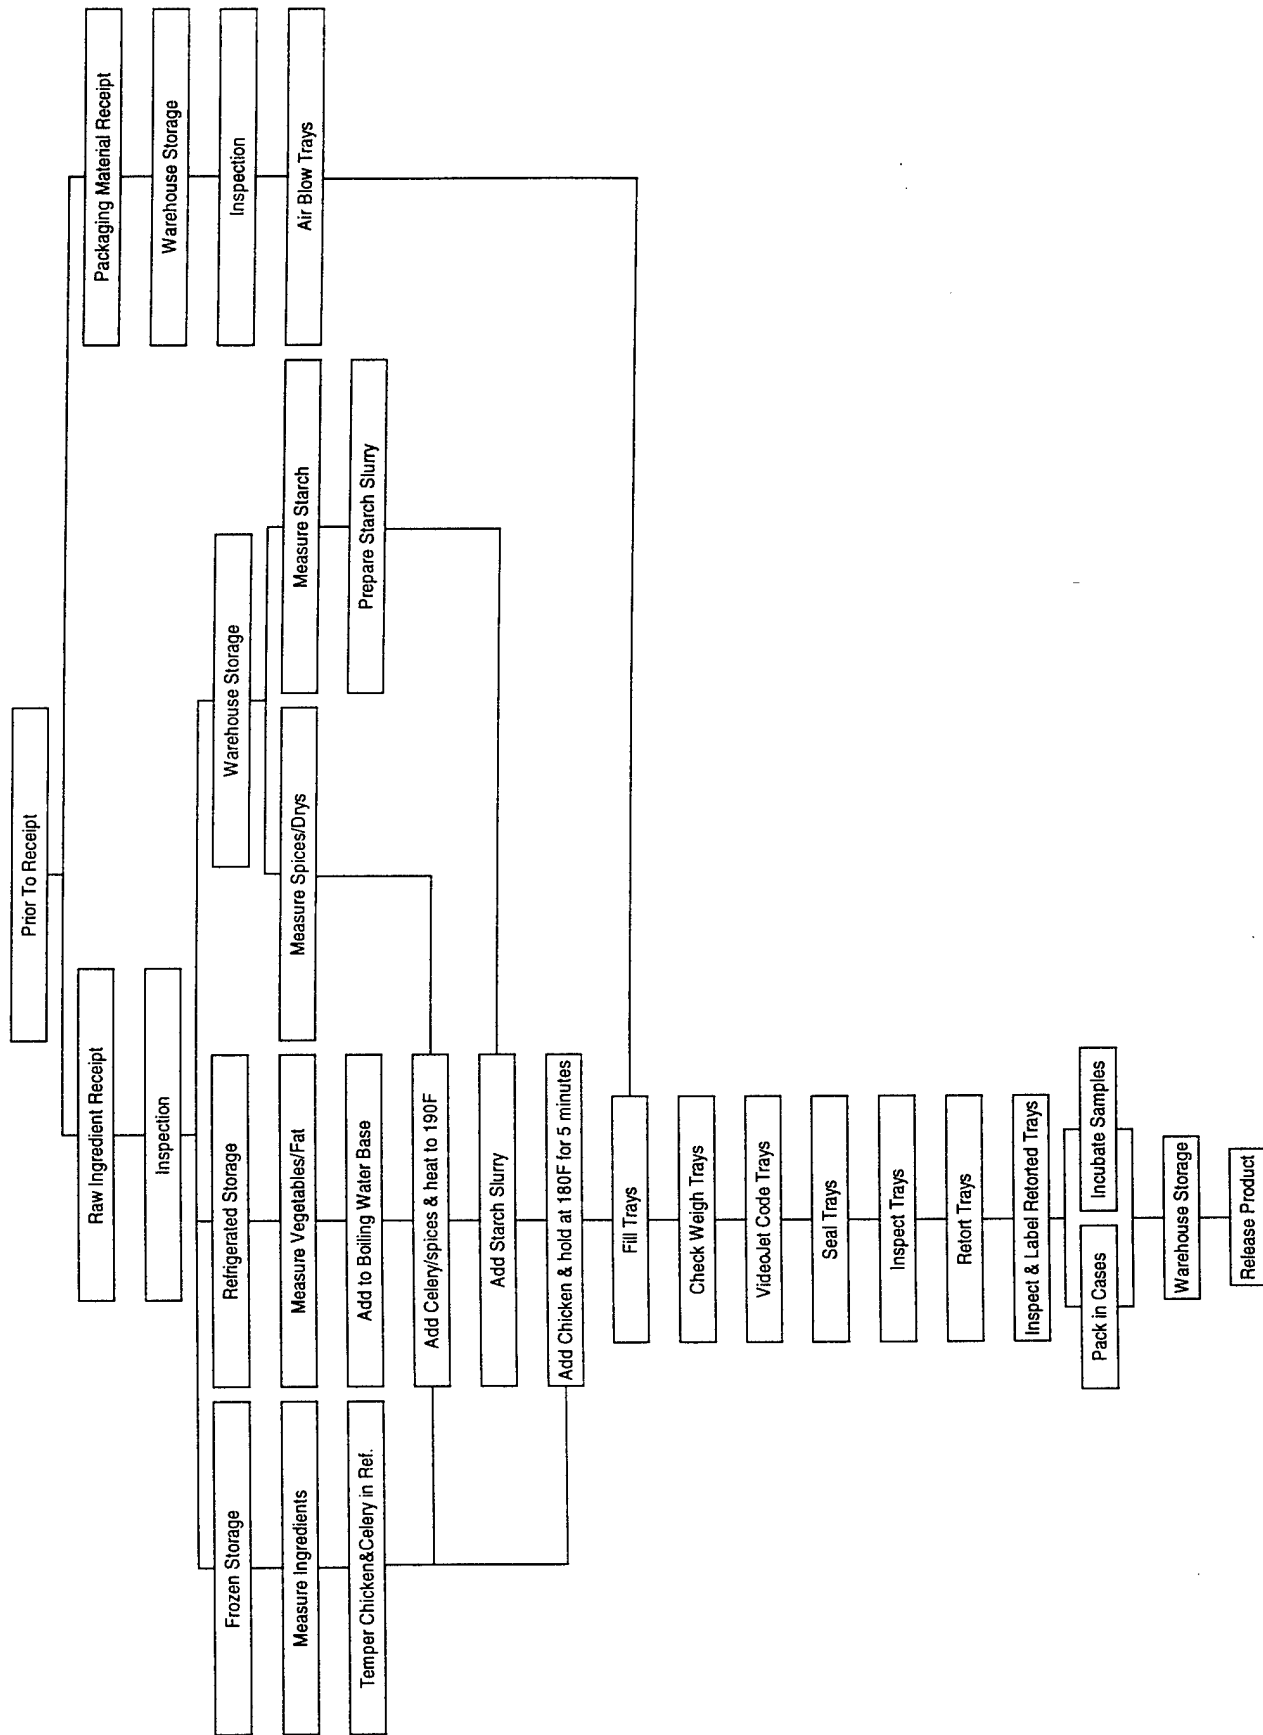 Prior To Receipt
Raw Ingredient Receipt
Packaging Material Receipt
Inspection
Warehouse Storage
Frozen Storage
Refrigerated Storage
Warehouse Storage
Inspection
Measure Ingredients
Measure Vegetables/Fat
Measure Spices/Drys
Measure Starch
Air Blow Trays
Temper Chicken&Celery in Ref.
Add to Boiling Water Base
Prepare Starch Slurry
Add Celery/spices & heat to 190F
Add Starch Slurry
Add Chicken & hold at 180F for 5 minutes
Fill Trays
Check Weigh Trays
VideoJet Code Trays
Seal Trays
Inspect Trays
Retort Trays
Inspect & Label Retorted Trays
Pack in Cases
Incubate Samples
Warehouse Storage
Release Product